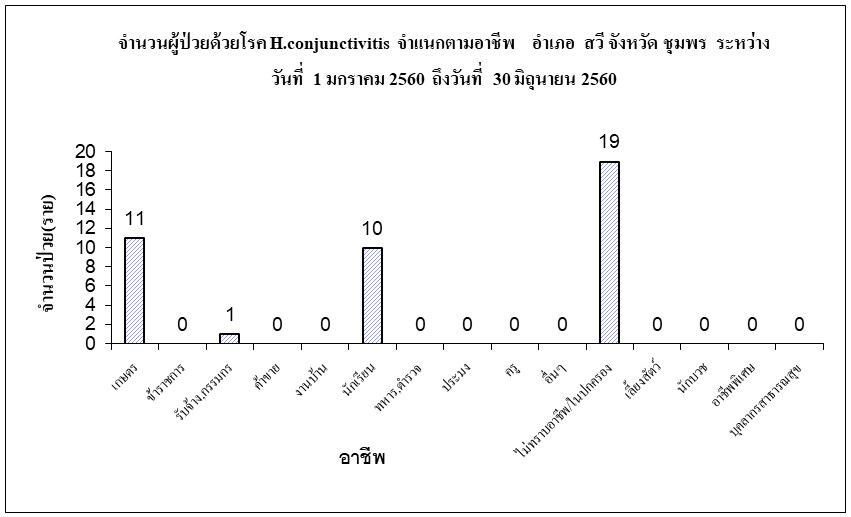 จำนวนผู้ป่วยด้วยโรค H.conjunctivitis จำแนกตามอาชีพ อำเภอ สวี จังหวัด ชุมพร ระหว่าง
วันที่ 1 มกราคม 2560 ถึงวันที่ 30 มิถุนายน 2560
จำนวนป่วย(ราย)
20
18
16
14
12
10
8
6
4
2
0
11
0
1
0
0
10
0
0
0
0
19
0
0
0
0
เกษตร
ข้าราชการ
รับจ้าง,กรรมกร
ค้าขาย
งานบ้าน
นักเรียน
ทหาร,ตำรวจ
ประมง
ครู
อื่นๆ
ไม่ทราบอาชีพ/ในปกครอง
เลี้ยงสัตว์
นักบวช
อาชีพพิเศษ
บุคลากรสาธารณสุข
อาชีพ